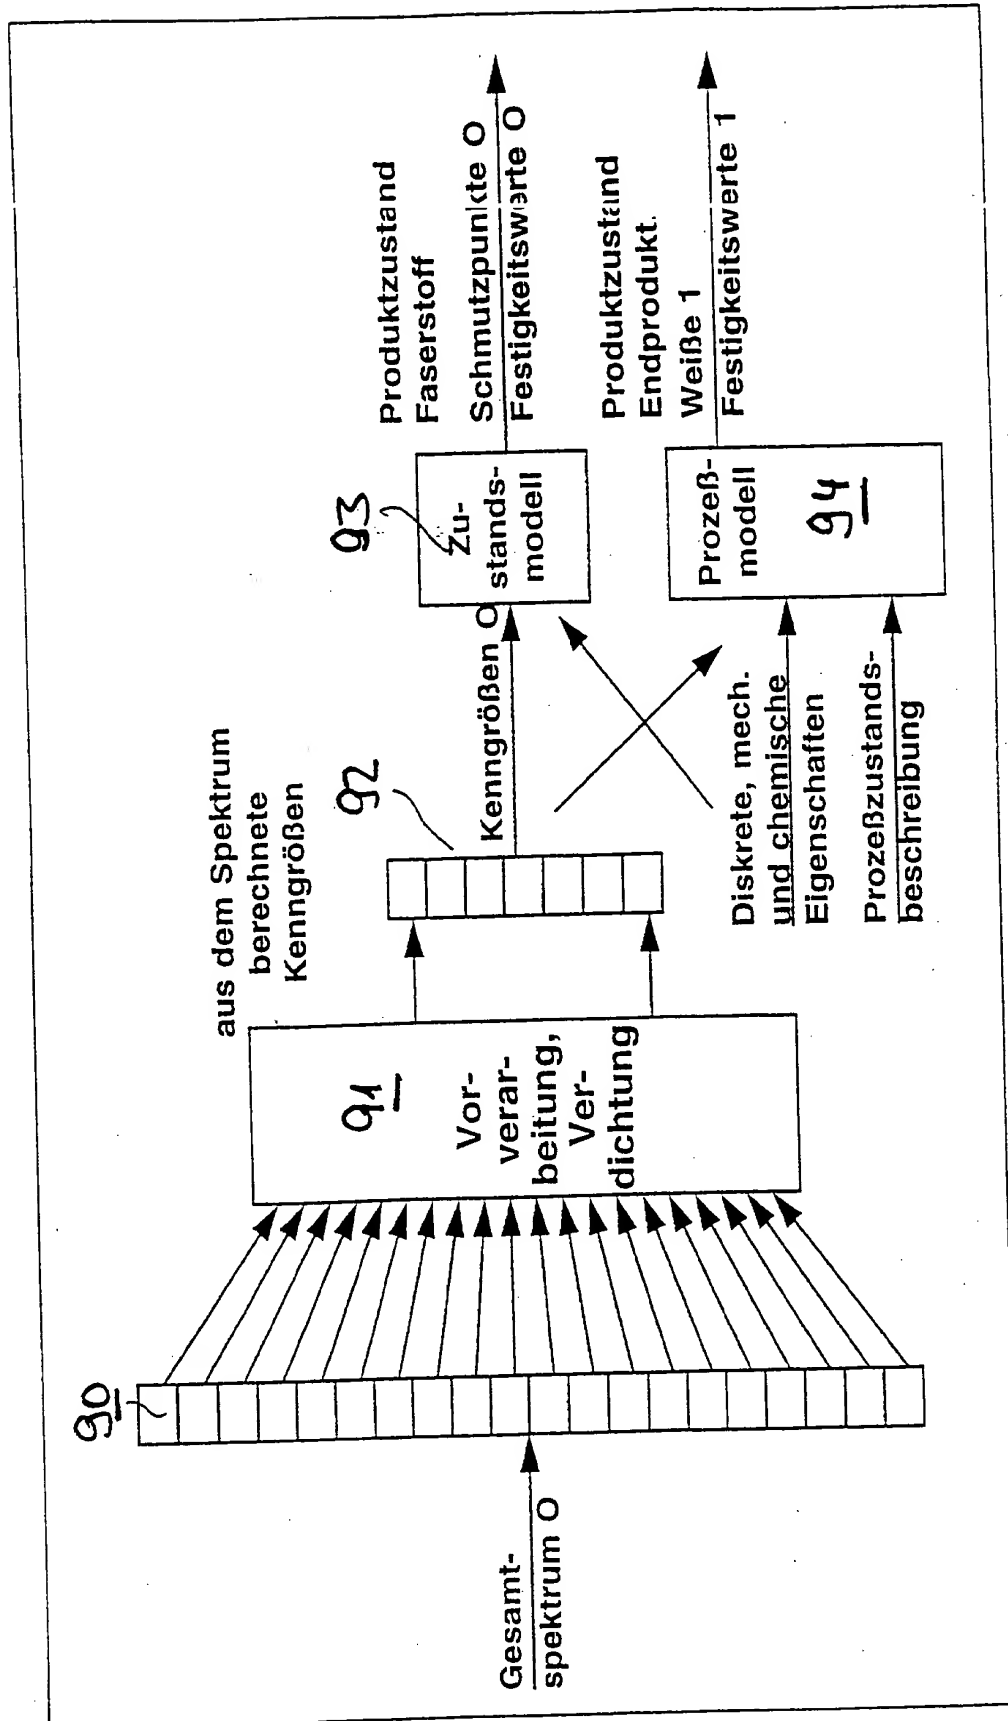 Gesamt-
spektrum O
90
91
Vor-
verar-
beitung,
Ver-
dichtung
aus dem Spektrum
berechnete
Kenngrößen
92
Kenngrößen O
93
Zu-
stands-
modell
Produktzustand
Faserstoff
Schmutzpunkte O
Festigkeitswerte O
Diskrete, mech.
und chemische
Eigenschaften
Prozeßzustands-
beschreibung
Prozeß-
modell
94
Produktzustand
Endprodukt.
Weiße 1
Festigkeitswerte 1